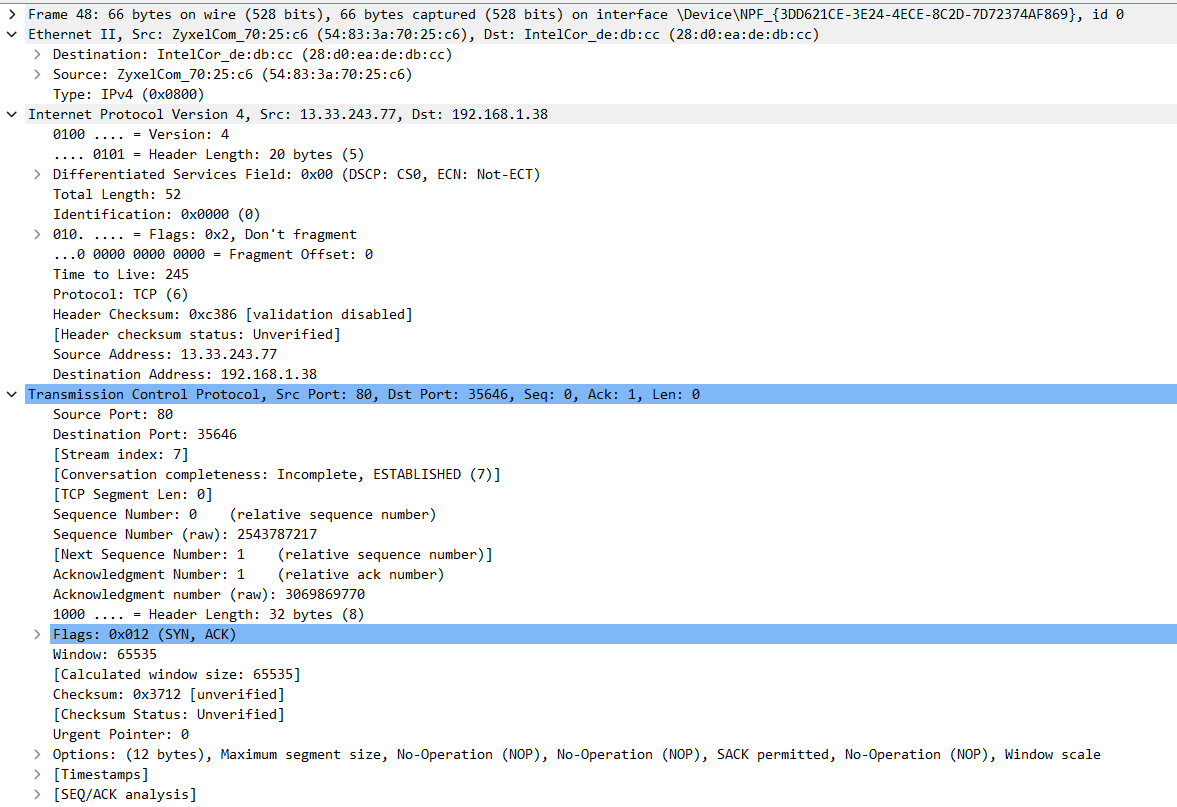 Frame 48: 66 bytes on wire (528 bits), 66 bytes captured (528 bits) on interface \Device\NPF_{3DD621CE-3E24-4ECE-8C2D-7D72374AF869}, id 0
Ethernet II, Src: ZyxelCom_70:25:c6 (54:83:3a:70:25:c6), Dst: IntelCor_de:db:cc (28:d0:ea:de:db:cc)
Destination: IntelCor_de:db:cc (28:d0:ea:de:db:cc)
Source: ZyxelCom_70:25:c6 (54:83:3a:70:25:c6)
Type: IPv4 (0x0800)
Internet Protocol Version 4, Src: 13.33.243.77, Dst: 192.168.1.38
0100 .... = Version: 4
.... 0101 = Header Length: 20 bytes (5)
Differentiated Services Field: 0x00 (DSCP: CS0, ECN: Not-ECT)
Total Length: 52
Identification: 0x0000 (0)
010. .... = Flags: 0x2, Don't fragment
...0 0000 0000 0000 = Fragment Offset: 0
Time to Live: 245
Protocol: TCP (6)
Header Checksum: 0xc386 [validation disabled]
[Header checksum status: Unverified]
Source Address: 13.33.243.77
Destination Address: 192.168.1.38
Transmission Control Protocol, Src Port: 80, Dst Port: 35646, Seq: 0, Ack: 1, Len: 0
Source Port: 80
Destination Port: 35646
[Stream index: 7]
[Conversation completeness: Incomplete, ESTABLISHED (7)]
[TCP Segment Len: 0]
Sequence Number: 0    (relative sequence number)
Sequence Number (raw): 2543787217
[Next Sequence Number: 1    (relative sequence number)]
Acknowledgment Number: 1    (relative ack number)
Acknowledgment number (raw): 3069869770
1000 .... = Header Length: 32 bytes (8)
Flags: 0x012 (SYN, ACK)
Window: 65535
[Calculated window size: 65535]
Checksum: 0x3712 [unverified]
[Checksum Status: Unverified]
Urgent Pointer: 0
Options: (12 bytes), Maximum segment size, No-Operation (NOP), No-Operation (NOP), SACK permitted, No-Operation (NOP), Window scale
[Timestamps]
[SEQ/ACK analysis]